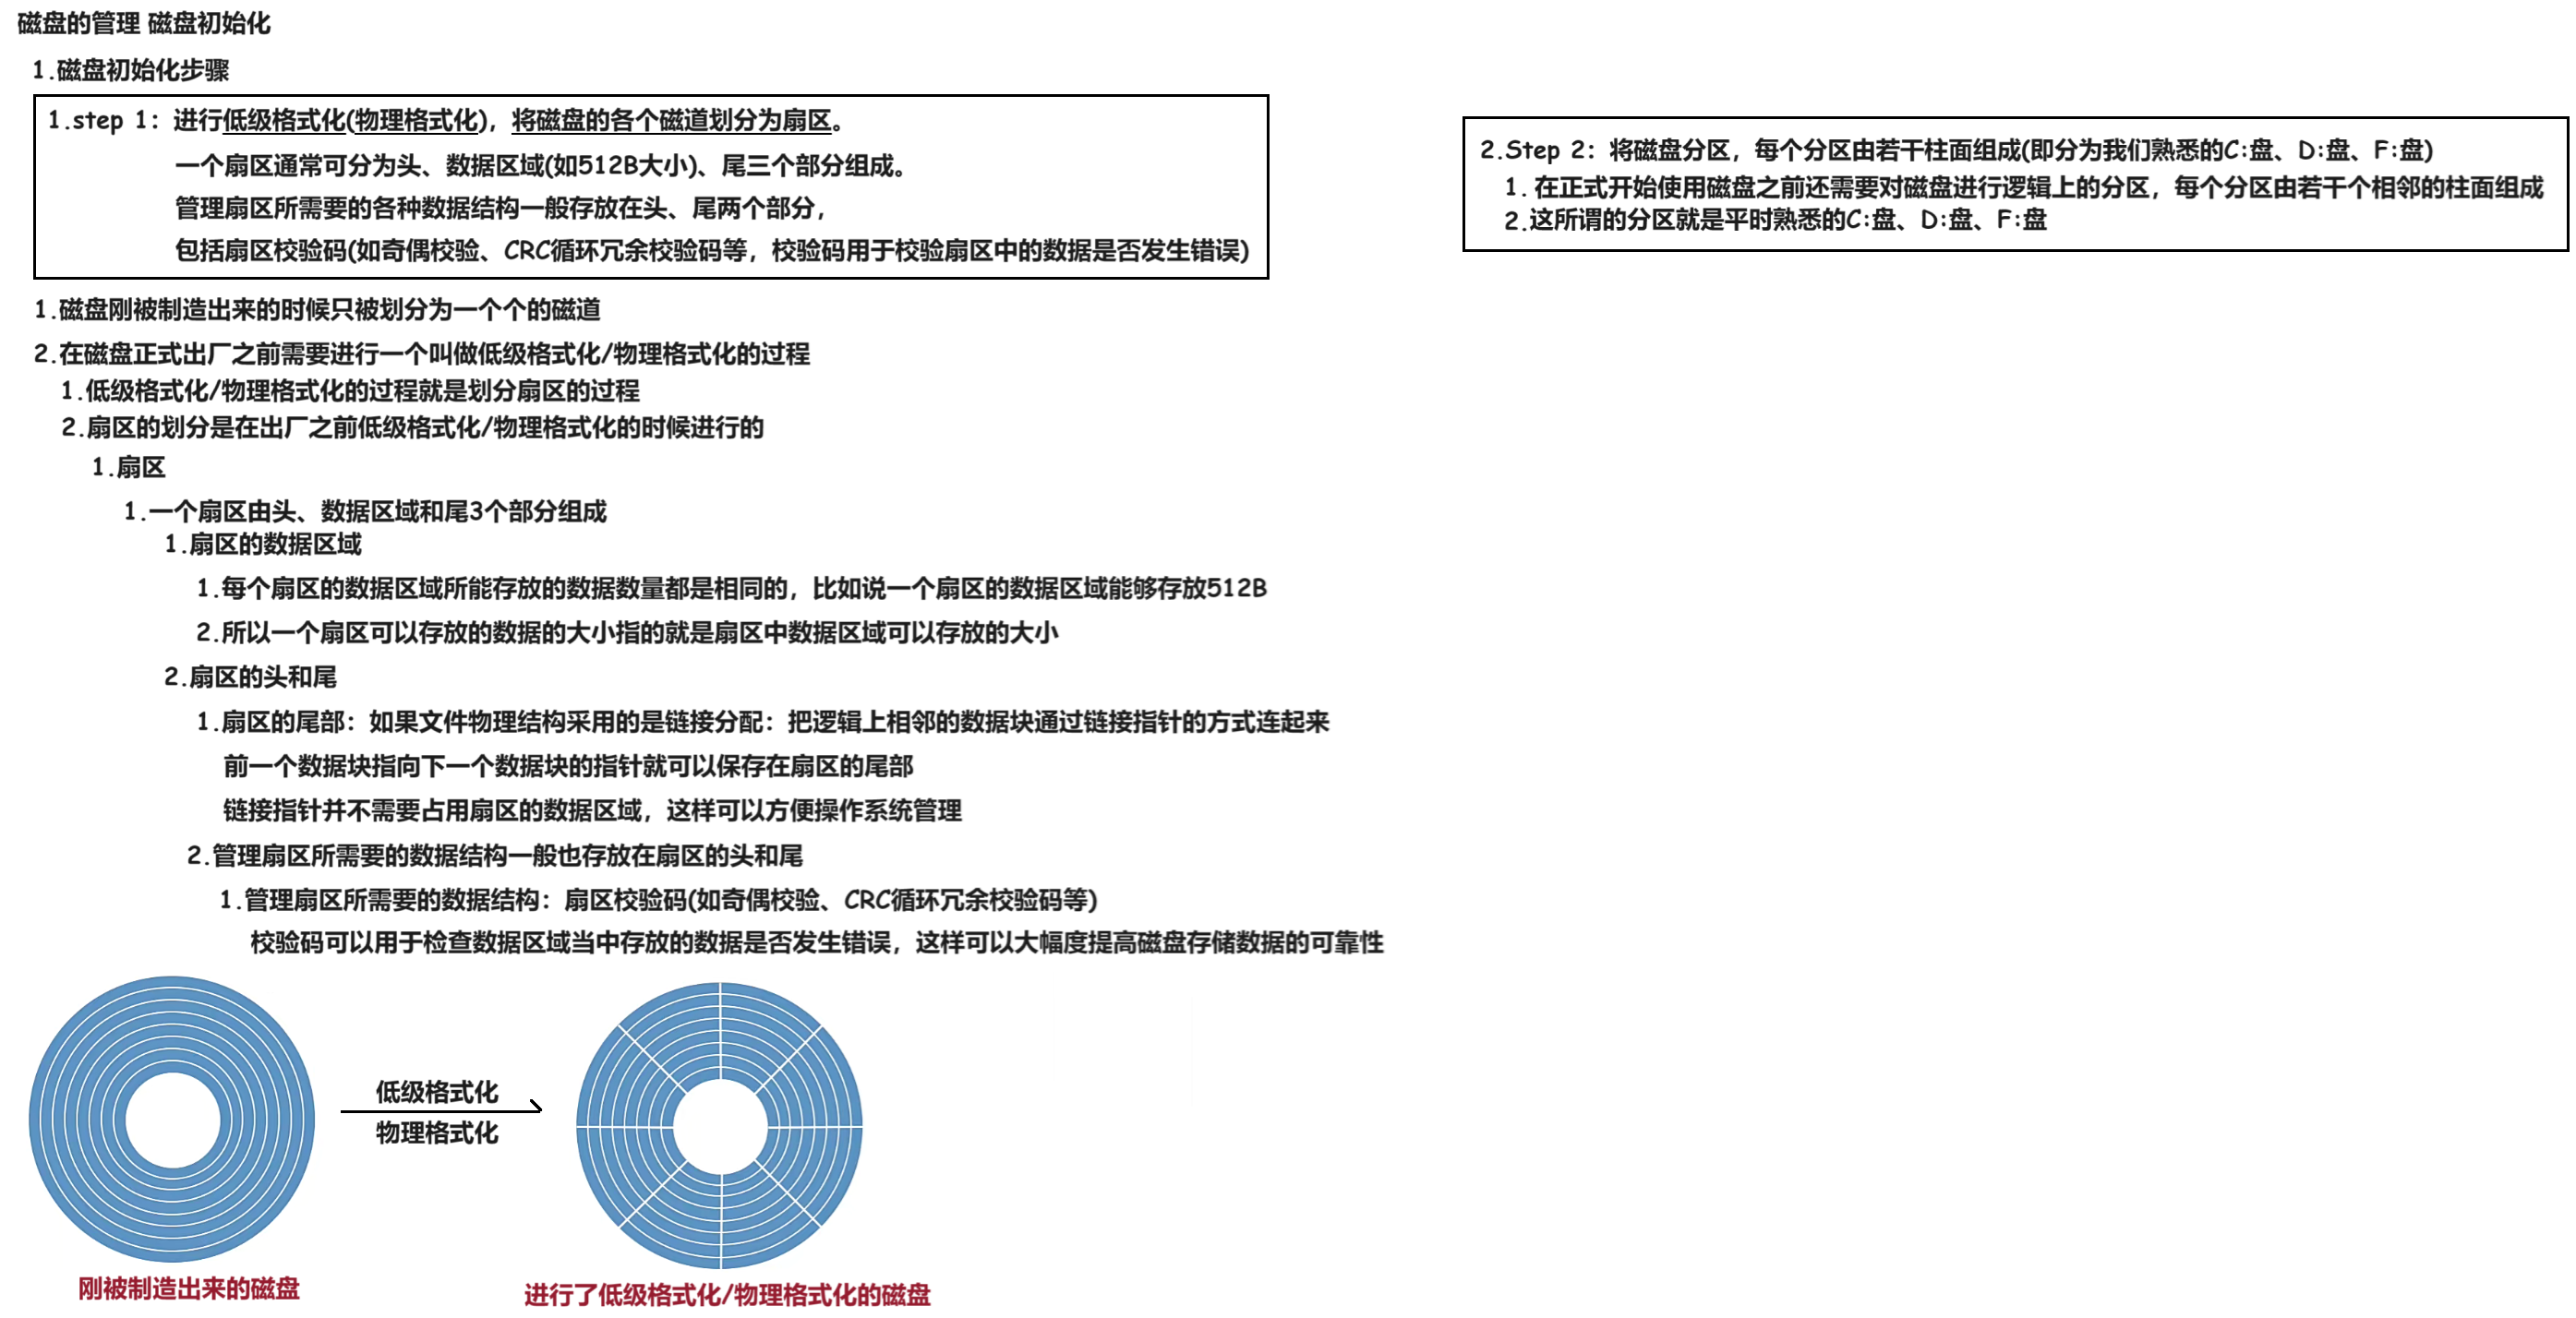 磁盘的管理 磁盘初始化
1.磁盘初始化步骤
1.step 1：进行低级格式化(物理格式化)，将磁盘的各个磁道划分为扇区。
一个扇区通常可分为头、数据区域(如512B大小)、尾三个部分组成。
管理扇区所需要的各种数据结构一般存放在头、尾两个部分，
包括扇区校验码(如奇偶校验、CRC循环冗余校验码等，校验码用于校验扇区中的数据是否发生错误)
2.Step 2：将磁盘分区，每个分区由若干柱面组成(即分为我们熟悉的C:盘、D:盘、F:盘)
1. 在正式开始使用磁盘之前还需要对磁盘进行逻辑上的分区，每个分区由若干个相邻的柱面组成
2.这所谓的分区就是平时熟悉的C:盘、D:盘、F:盘
1.磁盘刚被制造出来的时候只被划分为一个个的磁道
2.在磁盘正式出厂之前需要进行一个叫做低级格式化/物理格式化的过程
1.低级格式化/物理格式化的过程就是划分扇区的过程
2.扇区的划分是在出厂之前低级格式化/物理格式化的时候进行的
1.扇区
1.一个扇区由头、数据区域和尾3个部分组成
1.扇区的数据区域
1.每个扇区的数据区域所能存放的数据数量都是相同的，比如说一个扇区的数据区域能够存放512B
2.所以一个扇区可以存放的数据的大小指的就是扇区中数据区域可以存放的大小
2.扇区的头和尾
1.扇区的尾部：如果文件物理结构采用的是链接分配：把逻辑上相邻的数据块通过链接指针的方式连起来
前一个数据块指向下一个数据块的指针就可以保存在扇区的尾部
链接指针并不需要占用扇区的数据区域，这样可以方便操作系统管理
2.管理扇区所需要的数据结构一般也存放在扇区的头和尾
1.管理扇区所需要的数据结构：扇区校验码(如奇偶校验、CRC循环冗余校验码等)
校验码可以用于检查数据区域当中存放的数据是否发生错误，这样可以大幅度提高磁盘存储数据的可靠性
低级格式化
物理格式化
刚被制造出来的磁盘
进行了低级格式化/物理格式化的磁盘